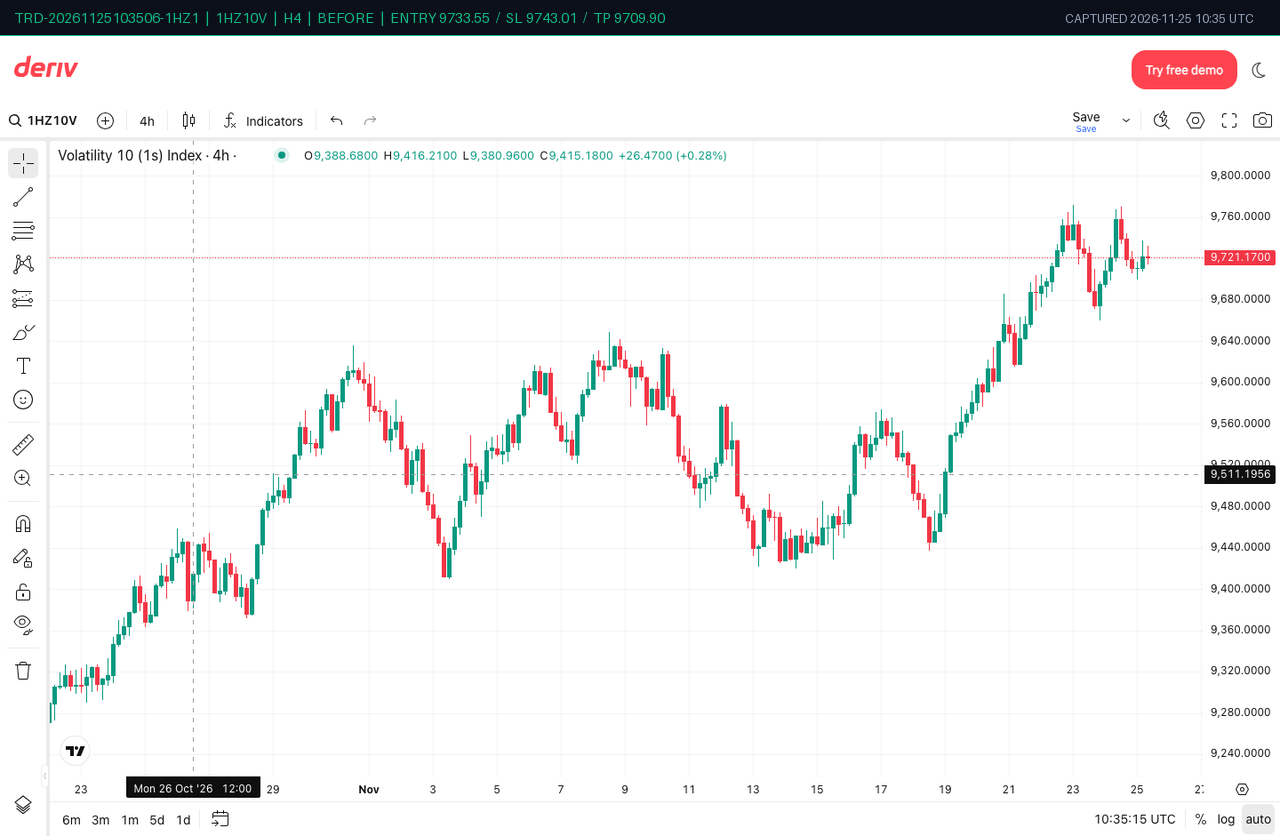 TRD-20261125103506-1HZ1 | 1HZ10V | H4 | BEFORE | ENTRY 9733.55 / SL 9743.01 / TP 9709.90
CAPTURED 2026-11-25 10:35 UTC
deriv
Try free demo
1HZ10V
4h
Indicators
Save
Save
Volatility 10 (1s) Index · 4h ·
O9,388.6800 H9,416.2100 L9,380.9600 C9,415.1800 +26.4700 (+0.28%)
9,800.0000
9,760.0000
9,721.1700
9,680.0000
9,640.0000
9,600.0000
9,560.0000
9,520.0000
9,511.1956
9,480.0000
9,440.0000
9,400.0000
9,360.0000
9,320.0000
9,280.0000
9,240.0000
23
Mon 26 Oct '26 12:00
29
Nov
3
5
7
9
11
13
15
17
19
21
23
25
6m 3m 1m 5d 1d
10:35:15 UTC
% log auto